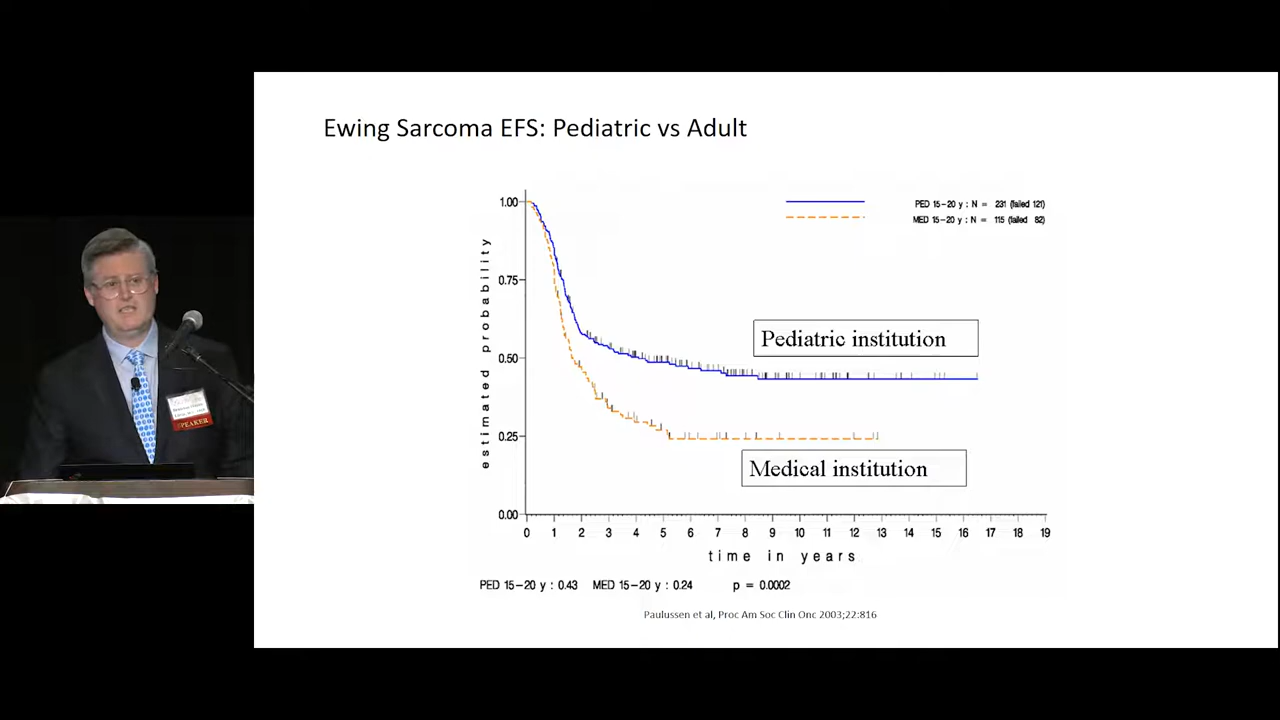 Ewing Sarcoma EFS: Pediatric vs Adult
PED 15-20 y : N = 231 (failed 121)
MED 15-20 y : N = 115 (failed 82)
estimated probability
1.00
0.75
0.50
0.25
0.00
Pediatric institution
Medical institution
0 1 2 3 4 5 6 7 8 9 10 11 12 13 14 15 16 17 18 19
time in years
PED 15-20 y : 0.43 MED 15-20 y : 0.24 p = 0.0002
Paulussen et al, Proc Am Soc Clin Onc 2003;22:816
SPEAKER